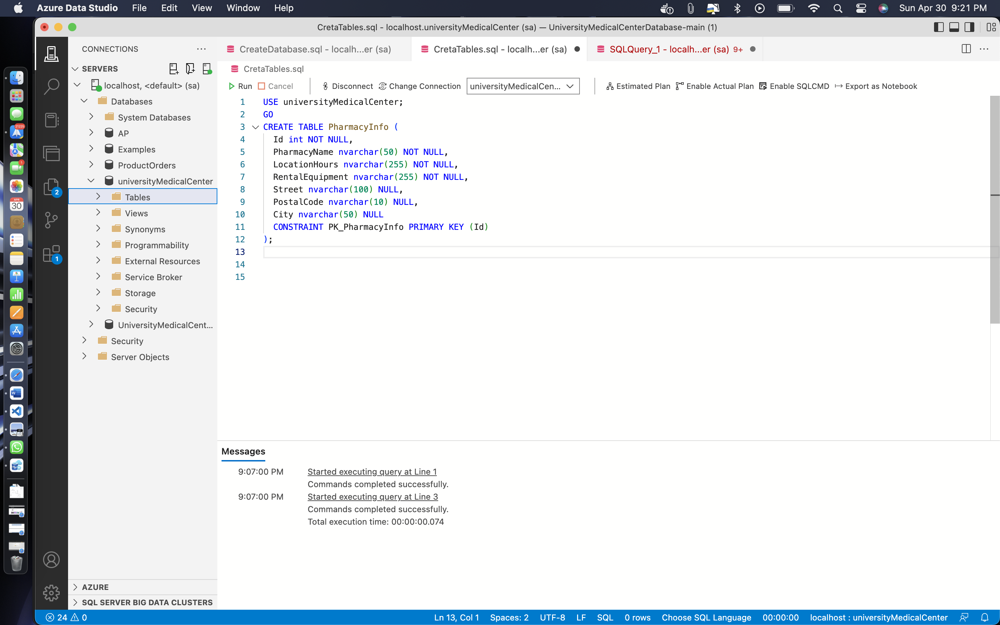 Azure Data Studio File Edit View Window Help Sun Apr 30 9:21 PM
CretaTables.sql - localhost.universityMedicalCenter (sa) — UniversityMedicalCenterDatabase-main (1)
CONNECTIONS
CreateDatabase.sql - localh...er (sa)
CretaTables.sql - localh...er (sa)
SQLQuery_1 - localh...er (sa) 9+
SERVERS
CretaTables.sql
localhost, <default> (sa)
Run Cancel Disconnect Change Connection universityMedicalCen... Estimated Plan Enable Actual Plan Enable SQLCMD Export as Notebook
Databases
System Databases
AP
Examples
ProductOrders
universityMedicalCenter
Tables
Views
Synonyms
Programmability
External Resources
Service Broker
Storage
Security
UniversityMedicalCent...
Security
Server Objects
AZURE
SQL SERVER BIG DATA CLUSTERS
21225
1
APR
30
W
2
1
1 USE universityMedicalCenter;
2 GO
3 CREATE TABLE PharmacyInfo (
4 Id int NOT NULL,
5 PharmacyName nvarchar(50) NOT NULL,
6 LocationHours nvarchar(255) NOT NULL,
7 RentalEquipment nvarchar(255) NOT NULL,
8 Street nvarchar(100) NULL,
9 PostalCode nvarchar(10) NULL,
10 City nvarchar(50) NULL
11 CONSTRAINT PK_PharmacyInfo PRIMARY KEY (Id)
12 );
13
14
15
Messages
9:07:00 PM Started executing query at Line 1
Commands completed successfully.
9:07:00 PM Started executing query at Line 3
Commands completed successfully.
Total execution time: 00:00:00.074
24 0 Ln 13, Col 1 Spaces: 2 UTF-8 LF SQL 0 rows Choose SQL Language 00:00:00 localhost : universityMedicalCenter